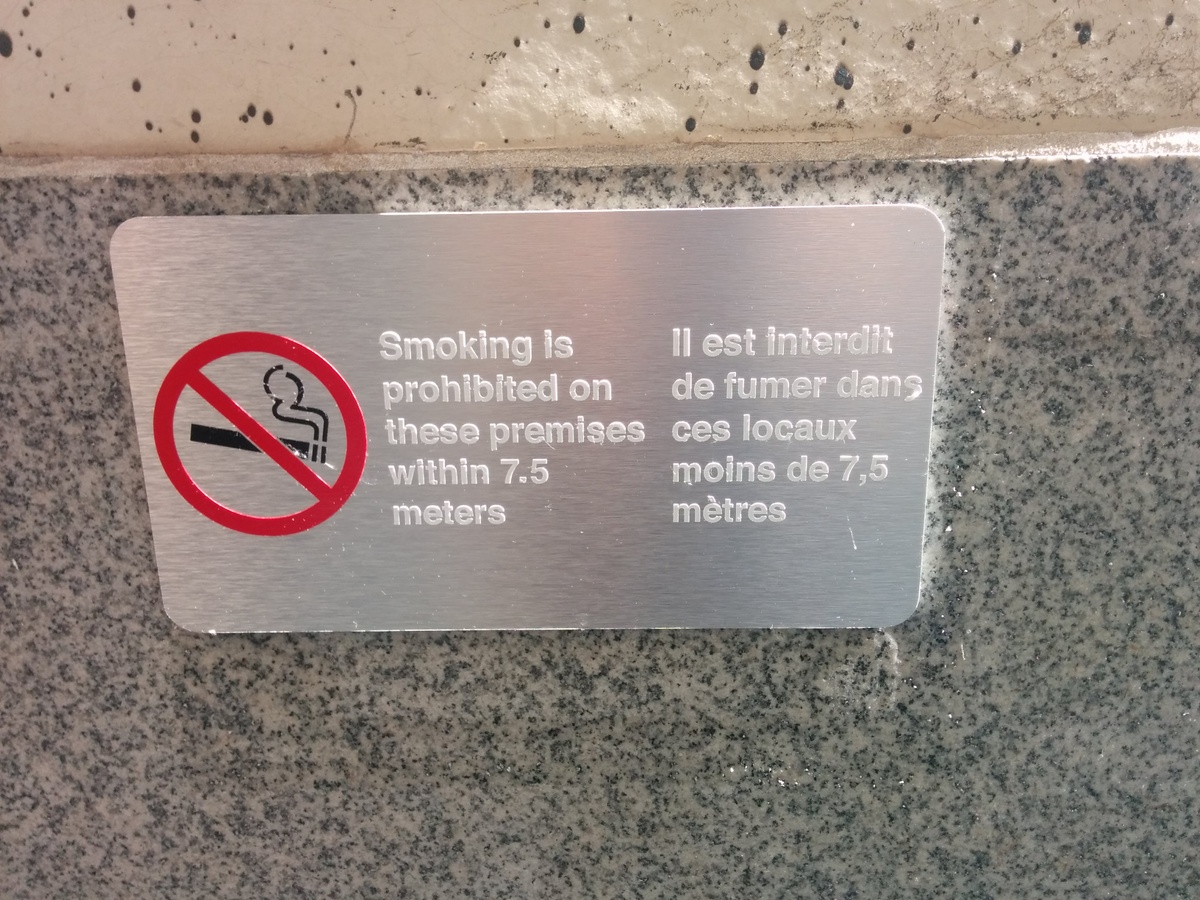 Smoking is
prohibited on
these premises
within 7.5
meters
Il est interdit
de fumer dans
ces locaux
moins de 7,5
mètres